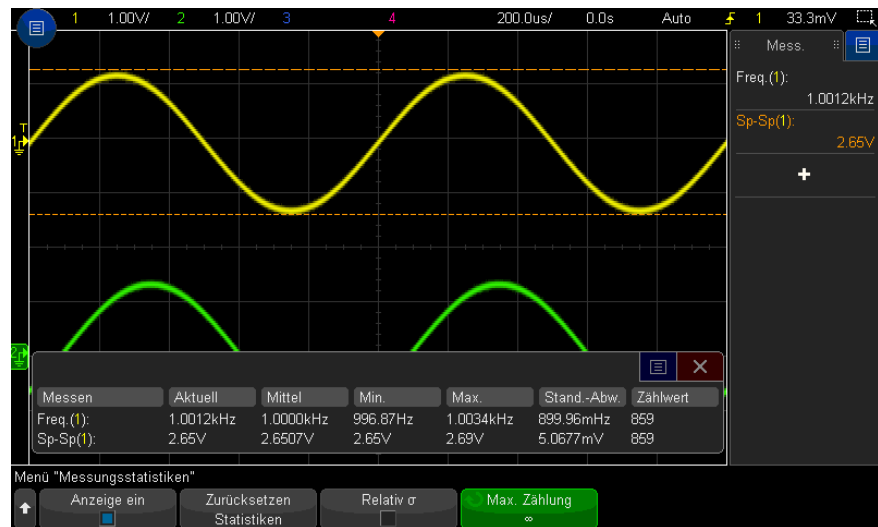 1 1.00V/ 2 1.00V/ 3 4 200.0us/ 0.0s Auto 1 33.3mV
Mess.
Freq.(1):
1.0012kHz
Sp-Sp(1):
2.65V
+
T
1
2
Messen Aktuell Mittel Min. Max. Stand.-Abw. Zählwert
Freq.(1): 1.0012kHz 1.0000kHz 996.87Hz 1.0034kHz 899.96mHz 859
Sp-Sp(1): 2.65V 2.6507V 2.65V 2.69V 5.0677mV 859
Menü "Messungsstatistiken"
Anzeige ein Zurücksetzen Relativ σ Max. Zählung
Statistiken ∞